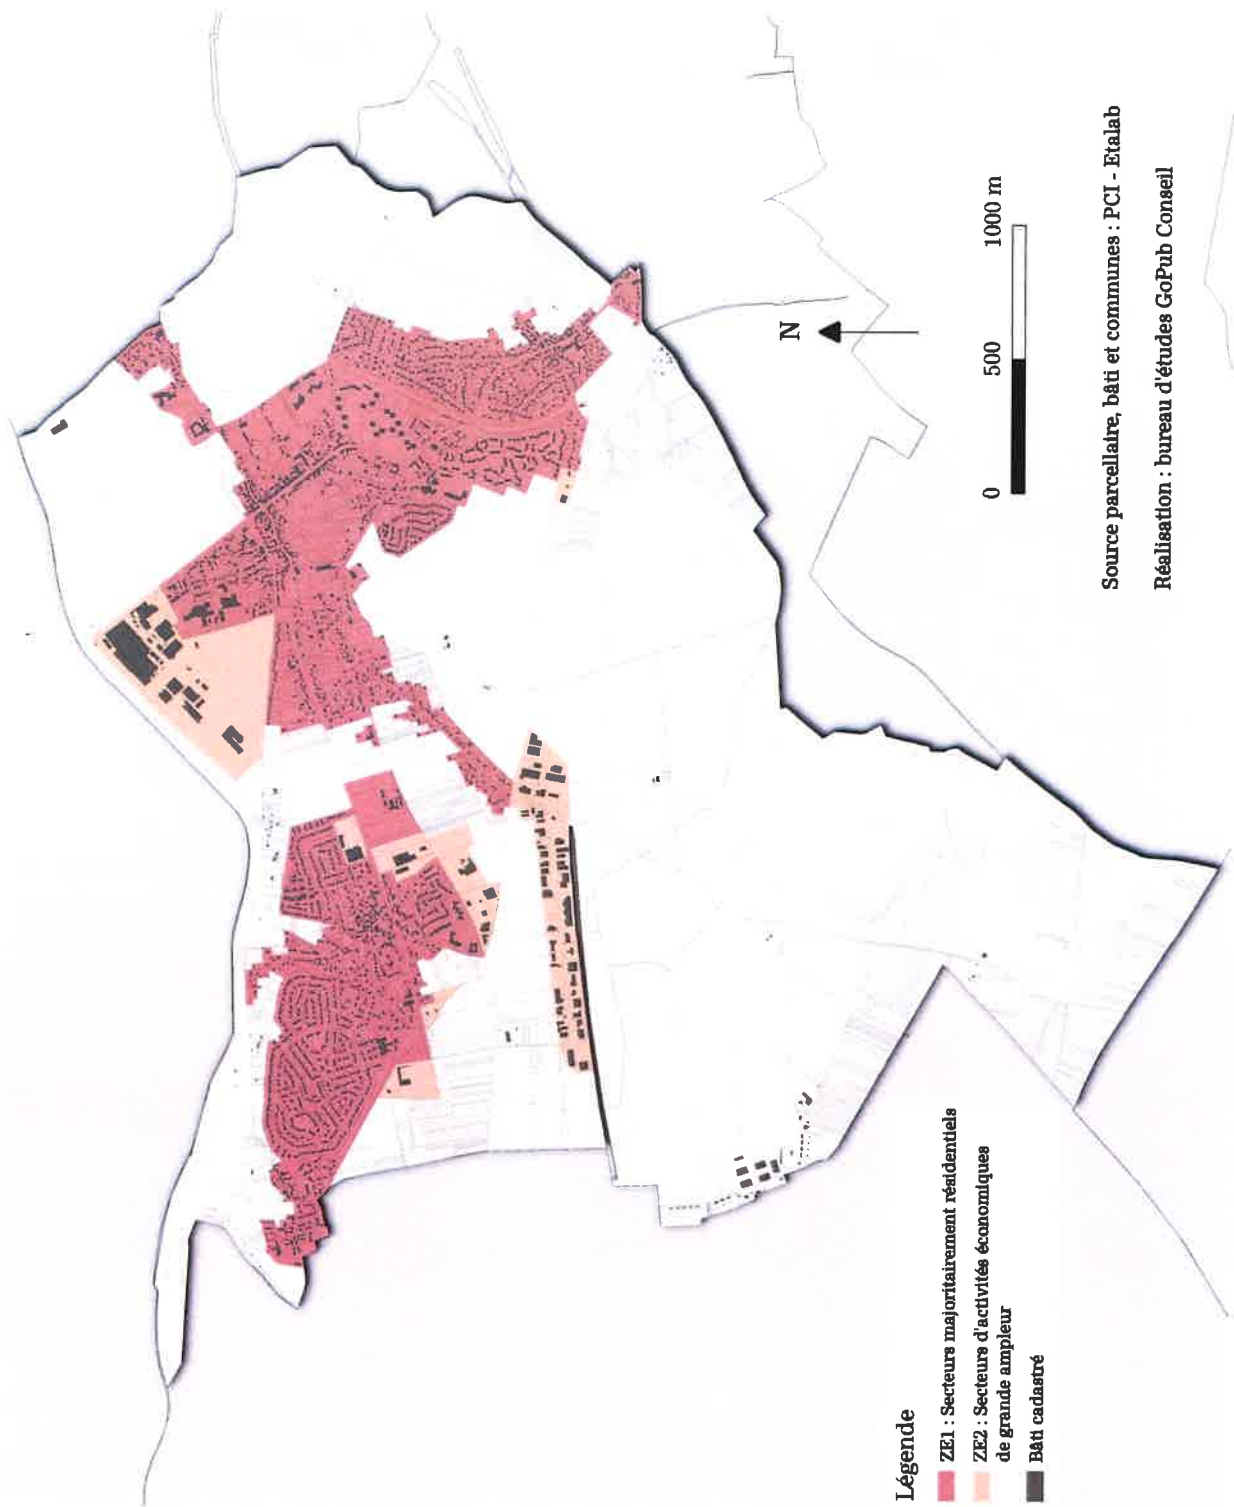 Légende
ZE1 : Secteurs majoritairement résidentiels
ZE2 : Secteurs d'activités économiques
de grande ampleur
Bâti cadastré
N
0 500 1000 m
Source parcellaire, bâti et communes : PCI - Etalab
Réalisation : bureau d'études GoPub Conseil